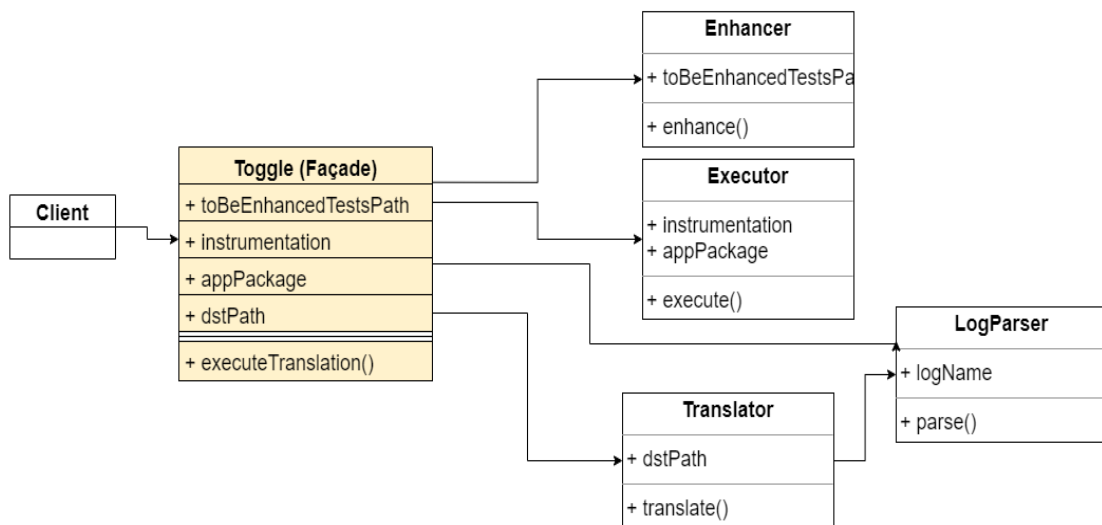 Client
Toggle (Façade)
+ toBeEnhancedTestsPath
+ instrumentation
+ appPackage
+ dstPath
+ executeTranslation()
Enhancer
+ toBeEnhancedTestsPa
+ enhance()
Executor
+ instrumentation
+ appPackage
+ execute()
LogParser
+ logName
+ parse()
Translator
+ dstPath
+ translate()